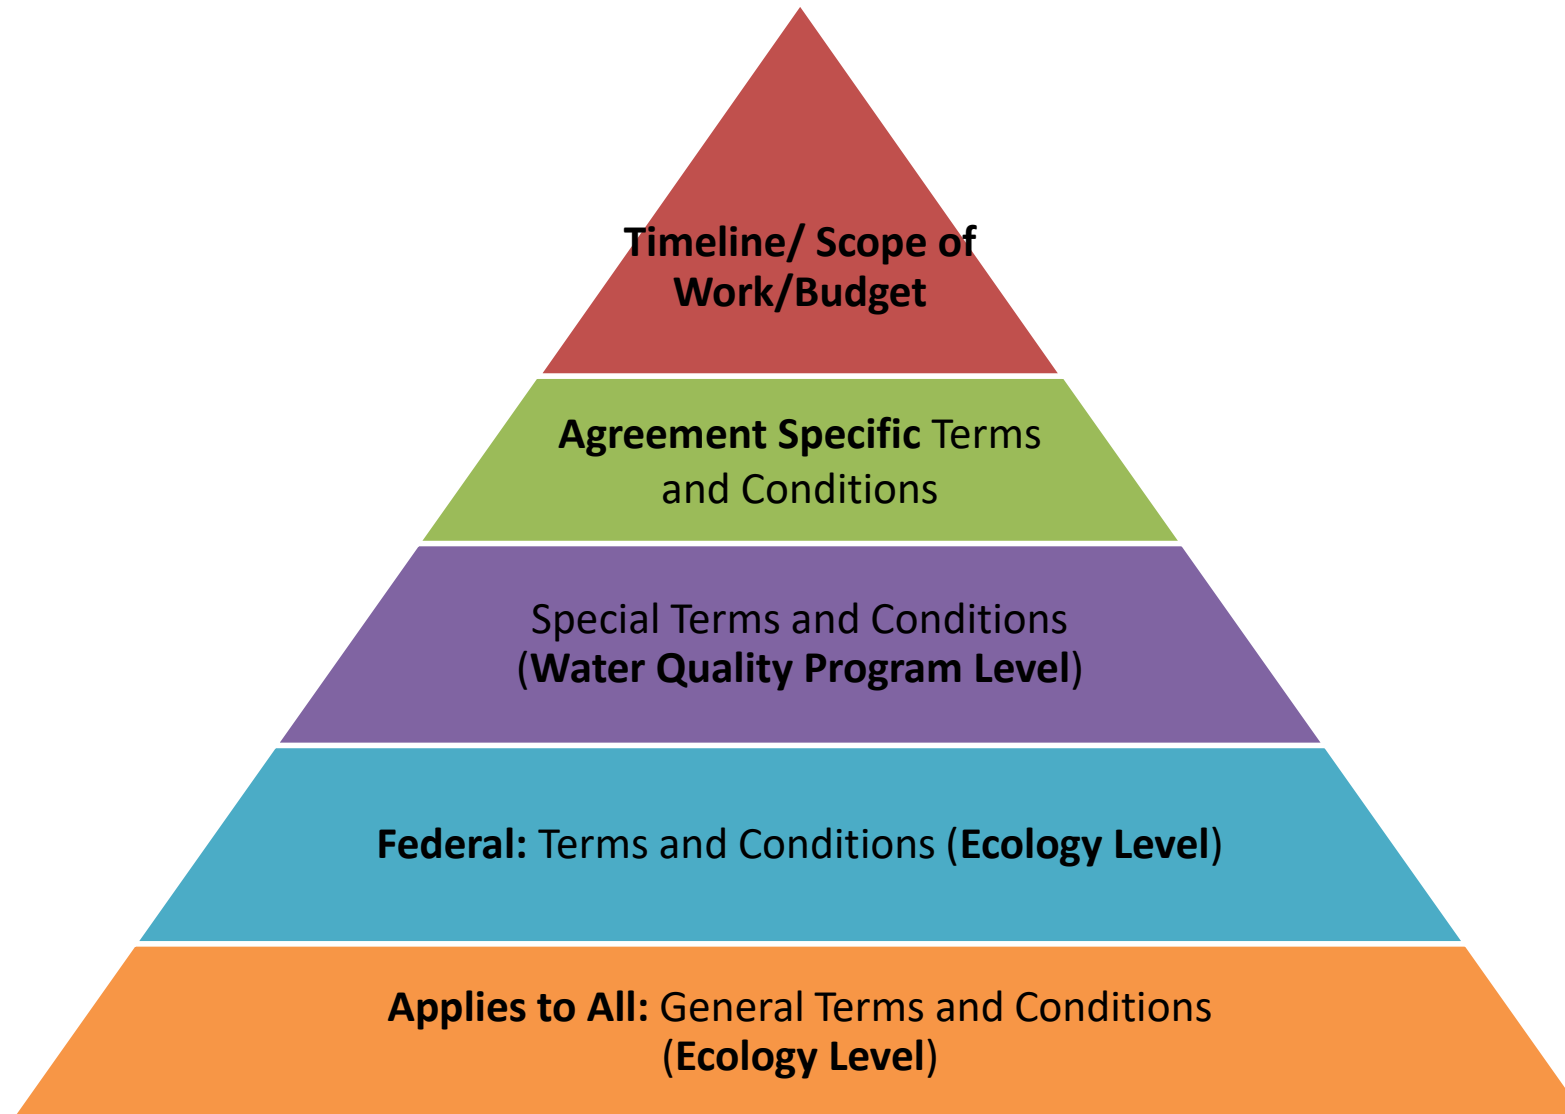 Timeline/ Scope of
Work/Budget
Agreement Specific Terms
and Conditions
Special Terms and Conditions
(Water Quality Program Level)
Federal: Terms and Conditions (Ecology Level)
Applies to All: General Terms and Conditions
(Ecology Level)